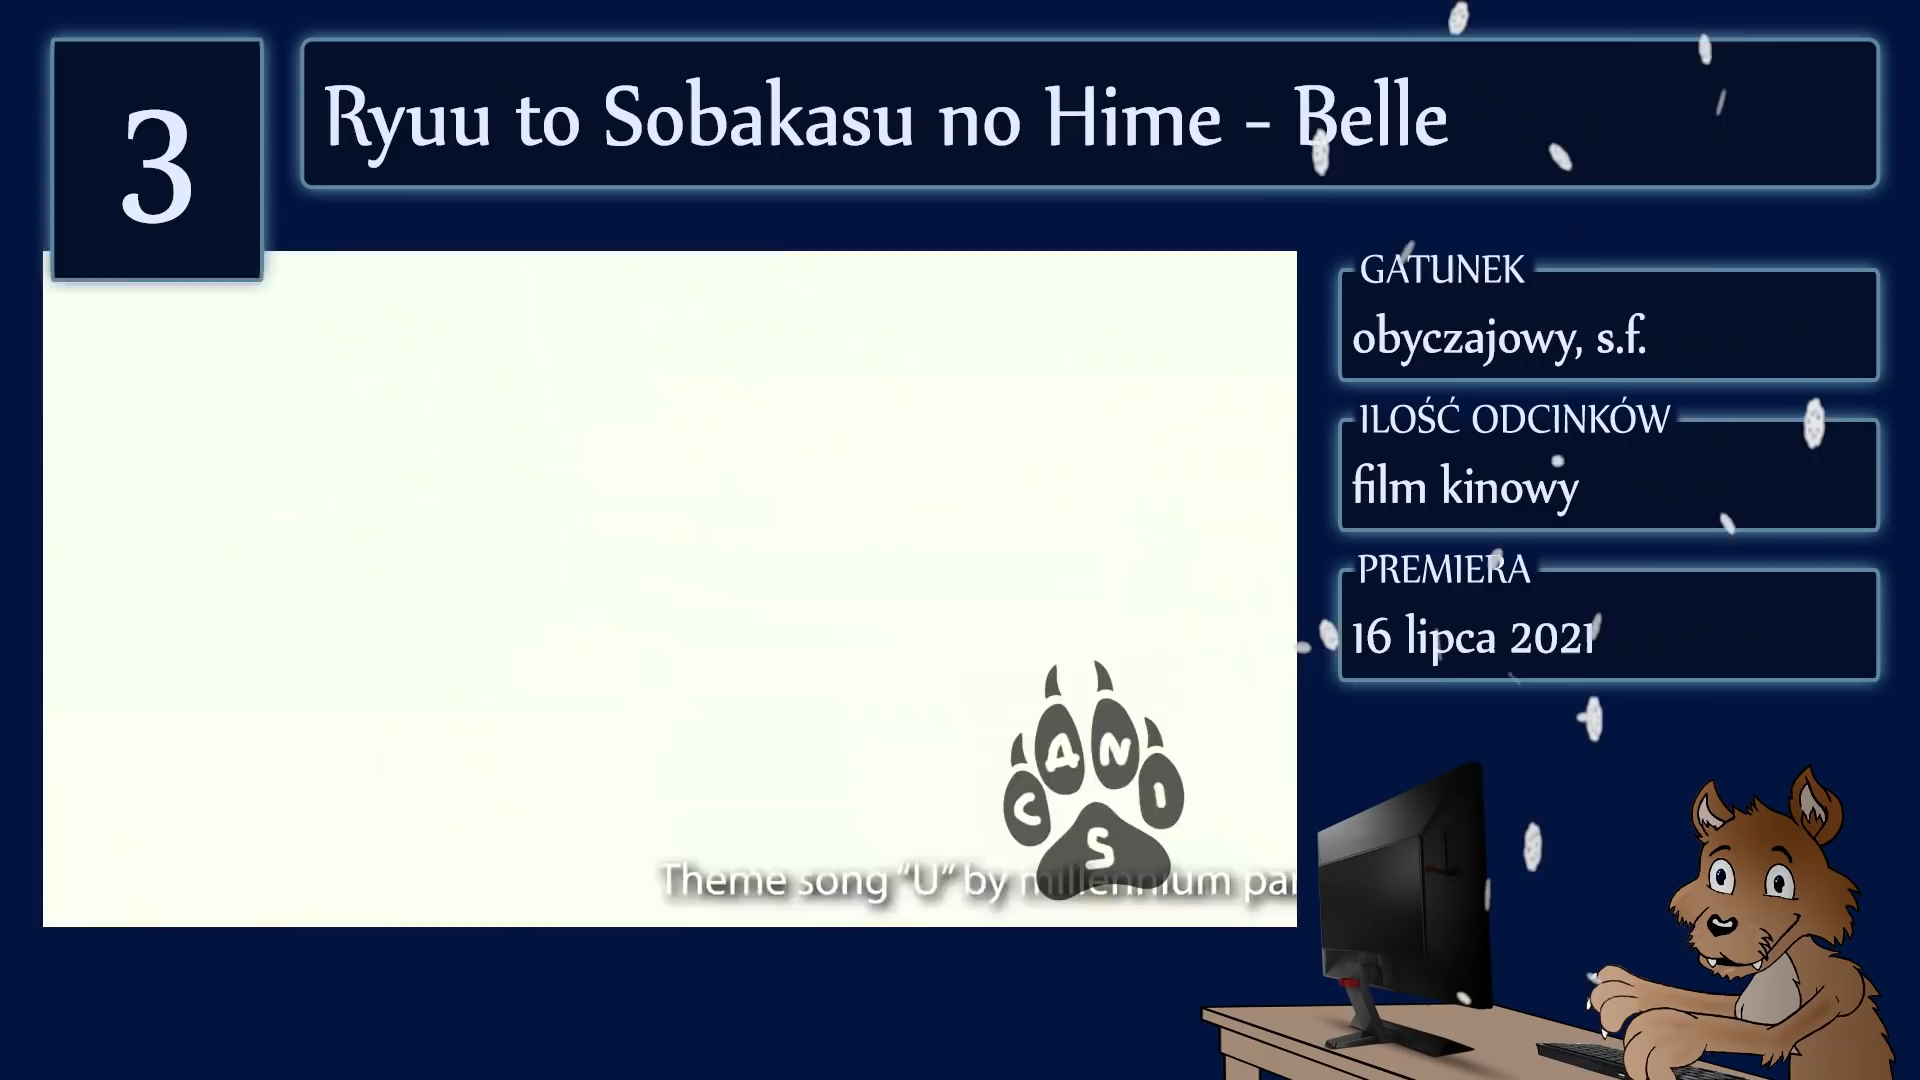 3
Ryuu to Sobakasu no Hime - Belle
GATUNEK
obyczajowy, s.f.
ILOŚĆ ODCINKÓW
film kinowy
PREMIERA
16 lipca 2021
CANIS
Theme song “U” by millennium